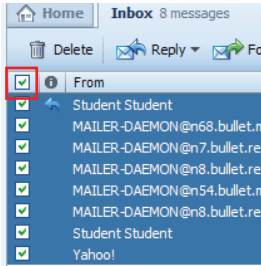 Home Inbox 8 messages
Delete Reply
From
Student Student
MAILER-DAEMON@n68.bullet.
MAILER-DAEMON@n7.bullet.re
MAILER-DAEMON@n8.bullet.re
MAILER-DAEMON@n54.bullet.
MAILER-DAEMON@n8.bullet.re
Student Student
Yahoo!